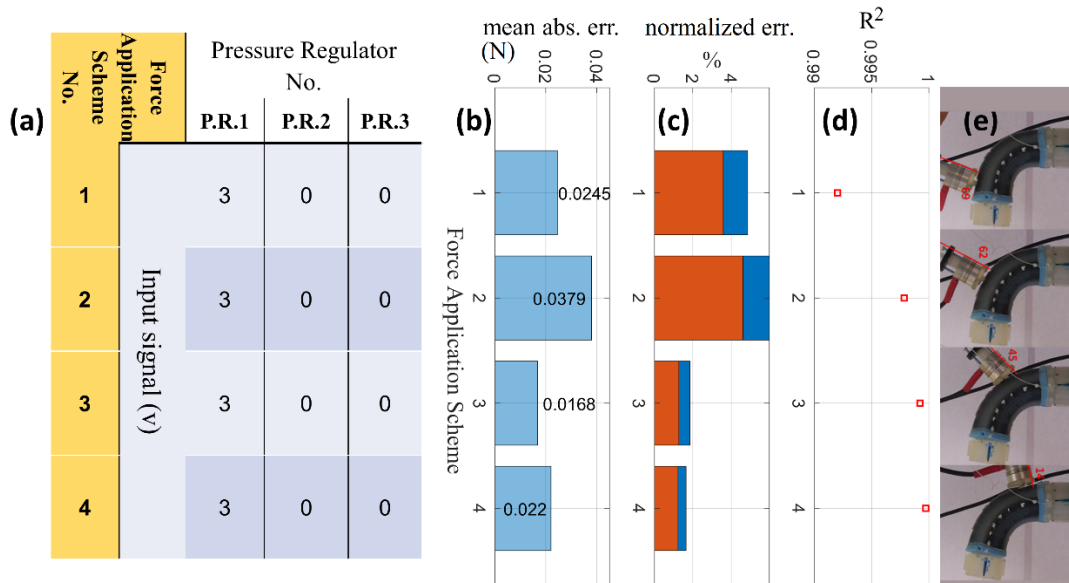 (a)
Force
Application
Scheme
No.
Pressure Regulator
No.
P.R.1 P.R.2 P.R.3
1 3 0 0
2 3 0 0
3 3 0 0
4 3 0 0
Input signal (v)
(b)
mean abs. err.
(N)
0 0.02 0.04
0.0245
0.0379
0.0168
0.022
1
2
3
4
Force Application Scheme
(c)
normalized err.
%
0 2 4
1
2
3
4
(d)
R²
0.99 0.995 1
1
2
3
4
(e)
69
62
45
14